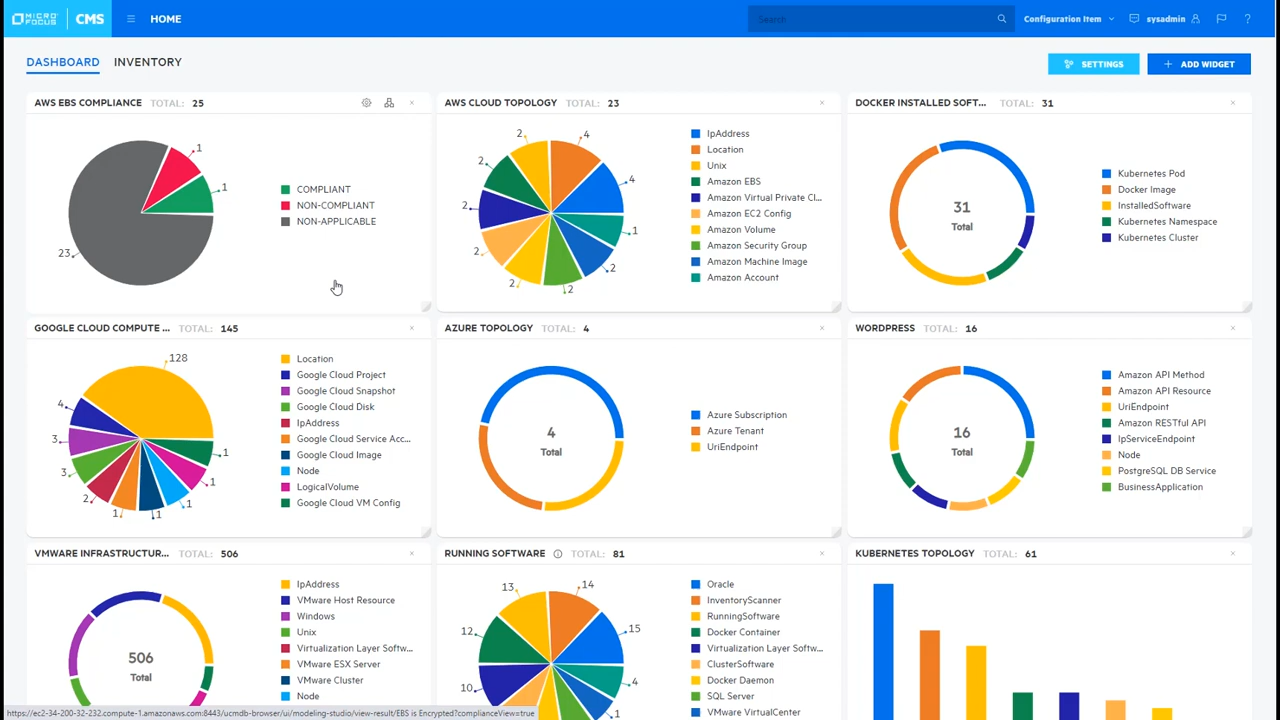 MICRO FOCUS
CMS
HOME
Search
Configuration Item
sysadmin
?
DASHBOARD
INVENTORY
SETTINGS
+ ADD WIDGET
AWS EBS COMPLIANCE TOTAL: 25
1
1
23
COMPLIANT
NON-COMPLIANT
NON-APPLICABLE
AWS CLOUD TOPOLOGY TOTAL: 23
2
4
2
4
2
1
2
2
2
2
IpAddress
Location
Unix
Amazon EBS
Amazon Virtual Private Cl...
Amazon EC2 Config
Amazon Volume
Amazon Security Group
Amazon Machine Image
Amazon Account
DOCKER INSTALLED SOFT... TOTAL: 31
31
Total
Kubernetes Pod
Docker Image
InstalledSoftware
Kubernetes Namespace
Kubernetes Cluster
GOOGLE CLOUD COMPUTE ... TOTAL: 145
128
4
3
3
2
1
1
1
1
1
Location
Google Cloud Project
Google Cloud Snapshot
Google Cloud Disk
IpAddress
Google Cloud Service Acc...
Google Cloud Image
Node
LogicalVolume
Google Cloud VM Config
AZURE TOPOLOGY TOTAL: 4
4
Total
Azure Subscription
Azure Tenant
UriEndpoint
WORDPRESS TOTAL: 16
16
Total
Amazon API Method
Amazon API Resource
UriEndpoint
Amazon RESTful API
IpServiceEndpoint
Node
PostgreSQL DB Service
BusinessApplication
VMWARE INFRASTRUCTUR... TOTAL: 506
506
Total
IpAddress
VMware Host Resource
Windows
Unix
Virtualization Layer Softw...
VMware ESX Server
VMware Cluster
Node
RUNNING SOFTWARE TOTAL: 81
13
14
12
15
10
4
1
Oracle
InventoryScanner
RunningSoftware
Docker Container
Virtualization Layer Softw...
ClusterSoftware
Docker Daemon
SQL Server
VMware VirtualCenter
KUBERNETES TOPOLOGY TOTAL: 61
https://ec2-34-200-32-232.compute-1.amazonaws.com:8443/ucmdb-browser/ui/modeling-studio/view-result/EBS is Encrypted?complianceView=true